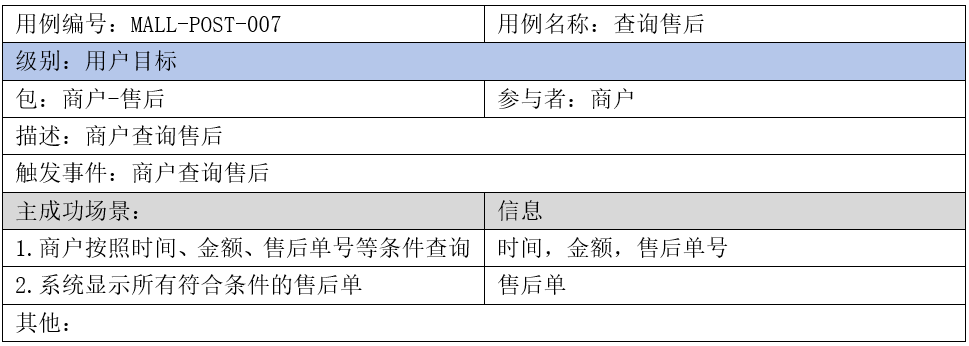 用例编号：MALL-POST-007
用例名称：查询售后
级别：用户目标
包：商户-售后
参与者：商户
描述：商户查询售后
触发事件：商户查询售后
主成功场景：
信息
1.商户按照时间、金额、售后单号等条件查询
时间，金额，售后单号
2.系统显示所有符合条件的售后单
售后单
其他：